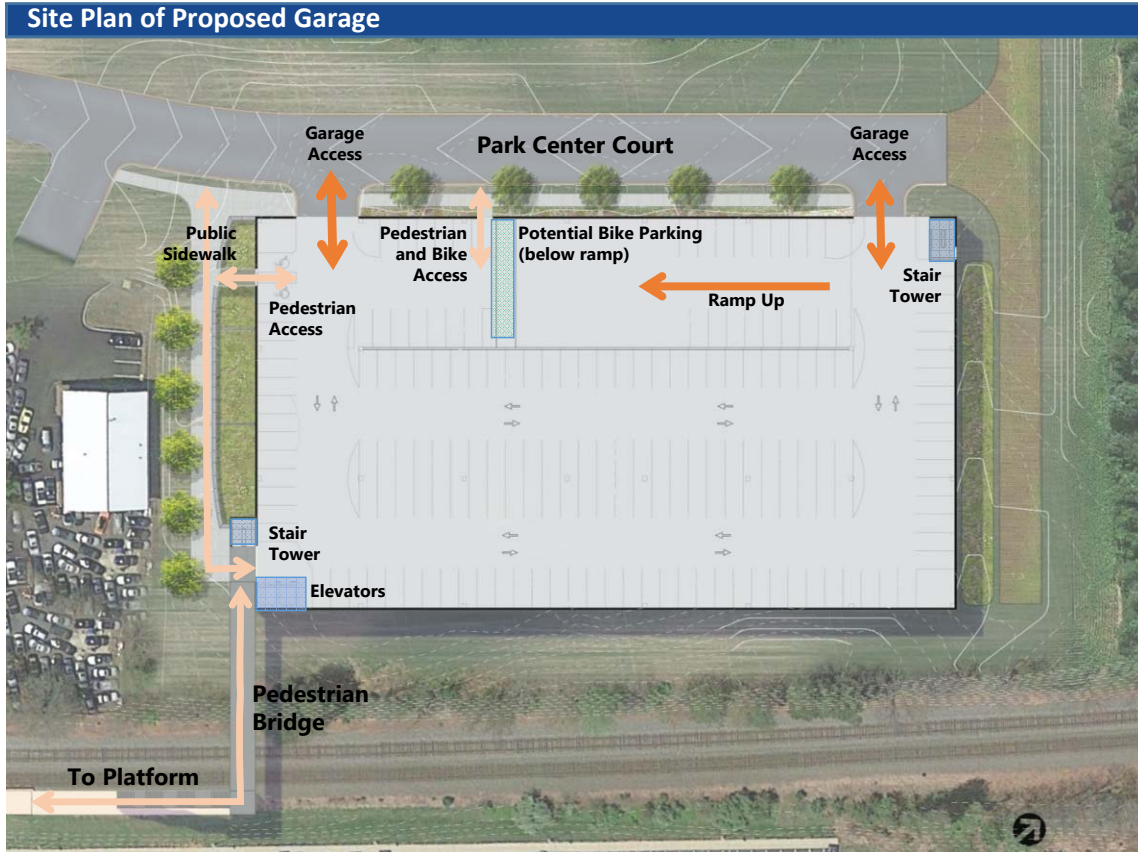 Site Plan of Proposed Garage
Garage
Access
Park Center Court
Garage
Access
Public
Sidewalk
Pedestrian
and Bike
Access
Potential Bike Parking
(below ramp)
Stair
Tower
Ramp Up
Pedestrian
Access
Stair
Tower
Elevators
Pedestrian
Bridge
To Platform